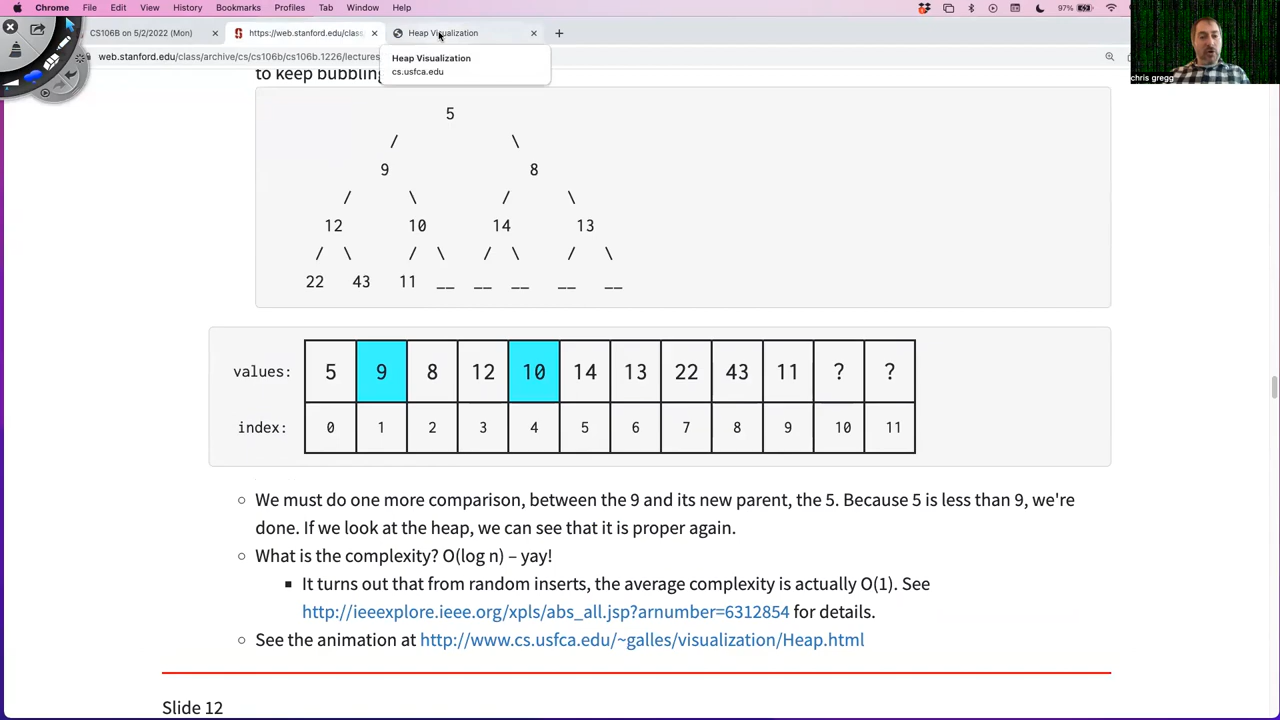 Chrome File Edit View History Bookmarks Profiles Tab Window Help 97%
CS106B on 5/2/2022 (Mon) https://web.stanford.edu/class Heap Visualization
web.stanford.edu/class/archive/cs/cs106b/cs106b.1226/lectures
Heap Visualization
cs.usfca.edu
chris gregg
to keep bubbling
5
/ \
9 8
/ \ / \
12 10 14 13
/ \ / \ / \ / \
22 43 11 __ __ __ __ __
values: 5 9 8 12 10 14 13 22 43 11 ? ?
index: 0 1 2 3 4 5 6 7 8 9 10 11
We must do one more comparison, between the 9 and its new parent, the 5. Because 5 is less than 9, we're
done. If we look at the heap, we can see that it is proper again.
What is the complexity? O(log n) – yay!
It turns out that from random inserts, the average complexity is actually O(1). See
http://ieeexplore.ieee.org/xpls/abs_all.jsp?arnumber=6312854 for details.
See the animation at http://www.cs.usfca.edu/~galles/visualization/Heap.html
Slide 12